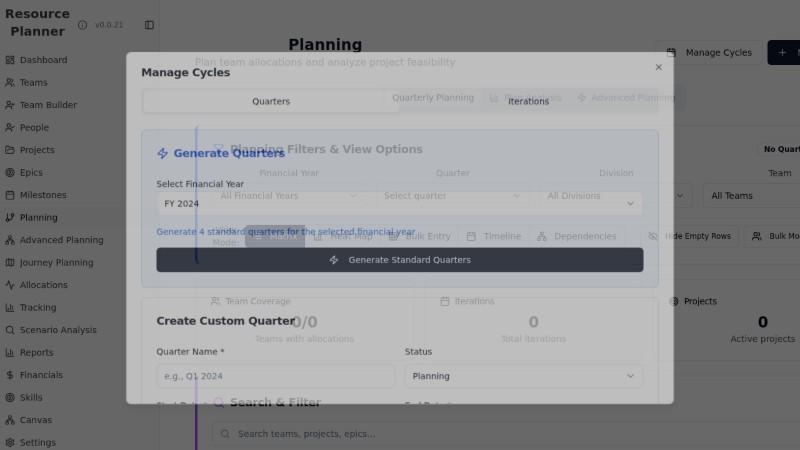 Resource
Planner
v0.0.21
Dashboard
Teams
Team Builder
People
Projects
Epics
Milestones
Planning
Advanced Planning
Journey Planning
Allocations
Tracking
Scenario Analysis
Reports
Financials
Skills
Canvas
Settings
Planning
Plan team allocations and analyze project feasibility
Manage Cycles
Quarterly Planning
Plan Analysis
Advanced Planning
Planning Filters & View Options
No Quart
Financial Year
Quarter
Division
Team
All Financial Years
Select quarter
All Divisions
All Teams
Mode:
Heat Map
Bulk Entry
Timeline
Dependencies
Hide Empty Rows
Bulk Mo
Team Coverage
0/0
Teams with allocations
Iterations
0
Total iterations
Projects
0
Active projects
Search & Filter
Search teams, projects, epics...
Manage Cycles
Quarters
Iterations
Generate Quarters
Select Financial Year
FY 2024
Generate 4 standard quarters for the selected financial year
Generate Standard Quarters
Create Custom Quarter
Quarter Name *
Status
e.g., Q1 2024
Planning